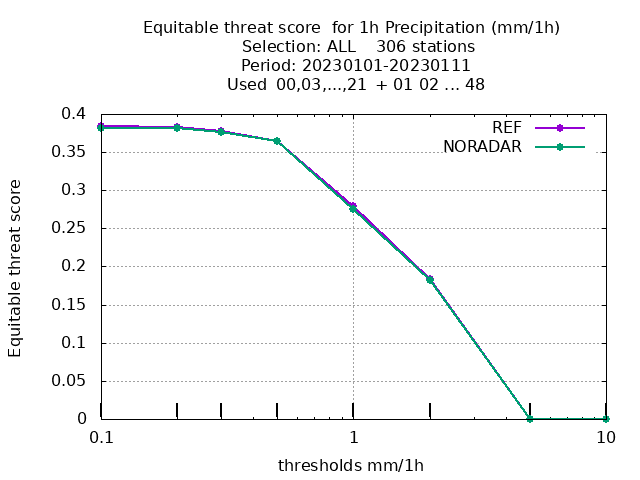 Equitable threat score  for 1h Precipitation (mm/1h)
Selection: ALL    306 stations
Period: 20230101-20230111
Used  00,03,...,21  + 01 02 ... 48
REF
NORADAR
0.4
0.35
0.3
0.25
0.2
0.15
0.1
0.05
0
Equitable threat score
0.1 1 10
thresholds mm/1h